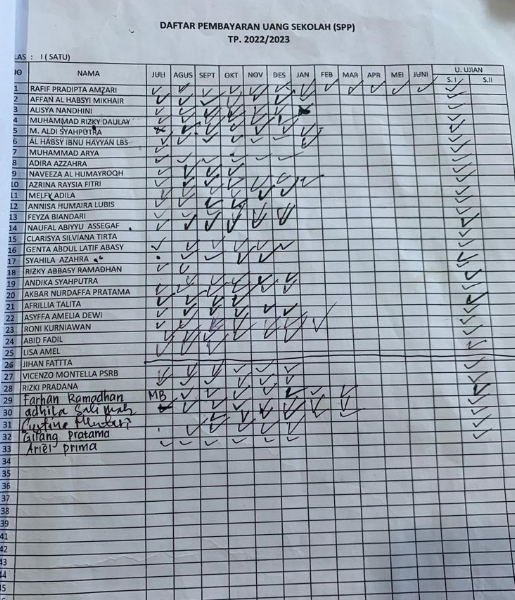 DAFTAR PEMBAYARAN UANG SEKOLAH (SPP)
TP. 2022/2023
LAS : I (SATU)
NO NAMA JULI AGUS SEPT OKT NOV DES JAN FEB MAR APR MEI JUNI U. UJIAN
S.I S.II
1 RAFIF PRADIPTA AMZARI
2 AFFAN AL HABSYI MIKHAIR
3 ALISYA NANDHINI
4 MUHAMMAD RIZKY DAULAY
5 M. ALDI SYAHPUTRA
6 AL HABSY IBNU HAYYAN LBS
7 MUHAMMAD ARYA
8 ADIRA AZZAHRA
9 NAVEEZA AL HUMAYROQH
10 AZRINA RAYSIA FITRI
11 MELFY ADILA
12 ANNISA HUMAIRA LUBIS
13 FEYZA BIANDARI
14 NAUFAL ABIYYU ASSEGAF
15 CLARISYA SILVIANA TIRTA
16 GENTA ABDUL LATIF ABASY
17 SYAHILA AZAHRA
18 RIZKY ABBASY RAMADHAN
19 ANDIKA SYAHPUTRA
20 AKBAR NURDAFFA PRATAMA
21 AFRILLIA TALITA
22 ASYFFA AMELIA DEWI
23 RONI KURNIAWAN
24 ABID FADIL
25 LISA AMEL
26 JIHAN FATITA
27 VICENZO MONTELLA PSRB
28 RIZKI PRADANA
29 Farhan Ramadhan MB
30 adhila
31
32 Gilang pratama
33 Ariel prima
34
35
36
37
38
39
40
41
42
43
44
45